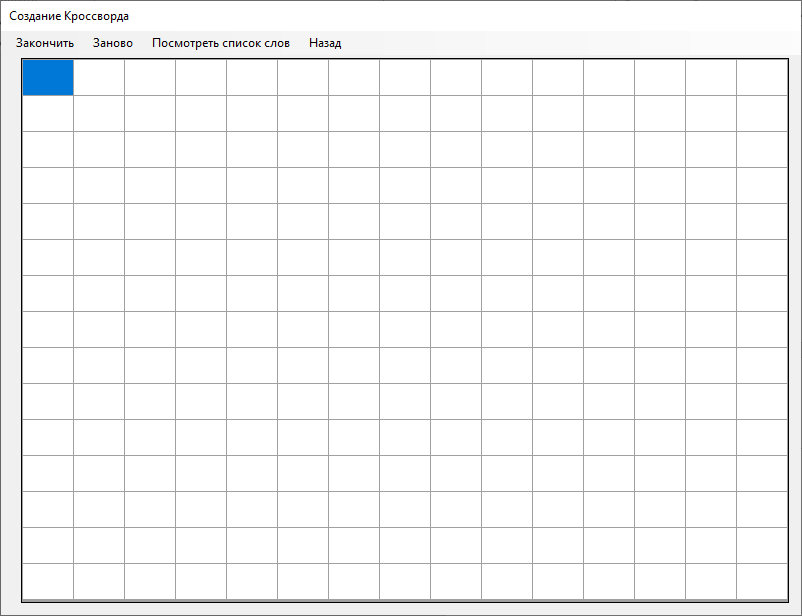 Создание Кроссворда
Закончить Заново Посмотреть список слов Назад